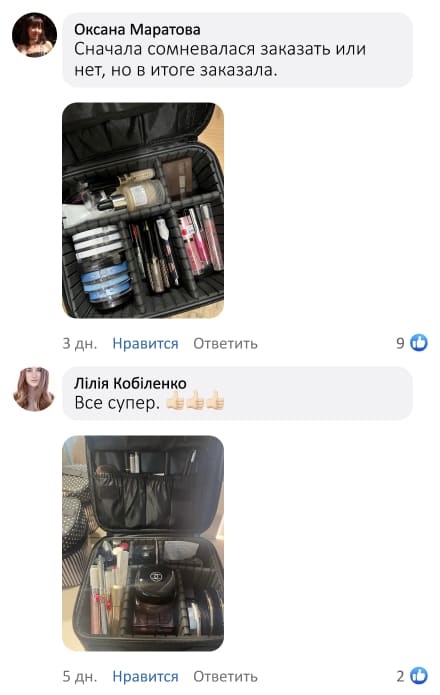 Оксана Маратова
Сначала сомневалася заказать или
нет, но в итоге заказала.
3 дн. Нравится Ответить 9
Лілія Кобіленко
Все супер. 👍🏻👍🏻👍🏻
5 дн. Нравится Ответить 2